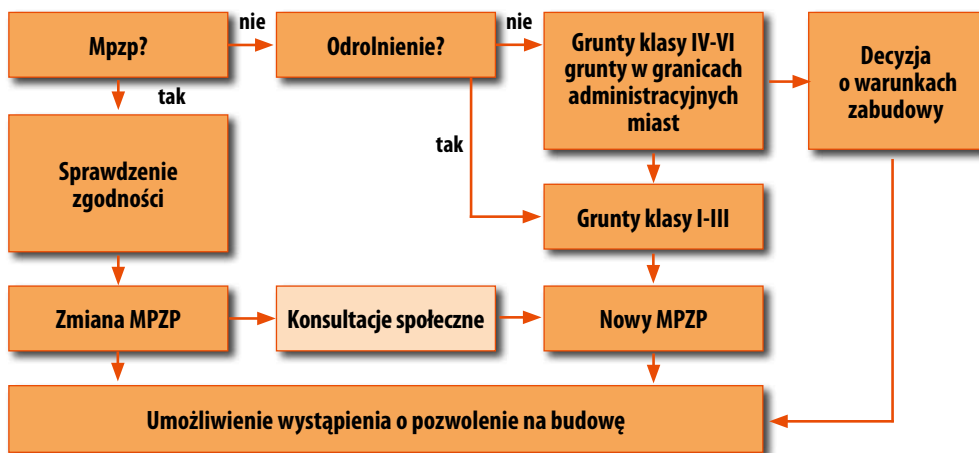 Mpzp?
nie
Odrolnienie?
nie
Grunty klasy IV-VI
grunty w granicach
administracyjnych
miast
Decyzja
o warunkach
zabudowy
tak
tak
Sprawdzenie
zgodności
Grunty klasy I-III
Zmiana MPZP
Konsultacje społeczne
Nowy MPZP
Umożliwienie wystąpienia o pozwolenie na budowę